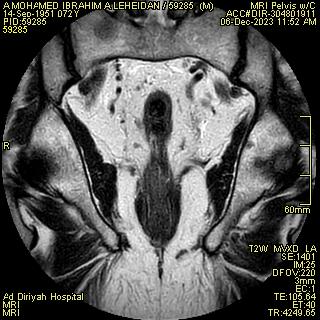 A MOHAMED IBRAHIM A LEHEIDAN / 59285 (M)
MRI Pelvis w/C
14-Sep-1951 072Y
ACC#DIR-304801911
PID:59285
06-Dec-2023 11:52 AM
59285
R
60mm
T2W MVXD LA
SE:1401
IM:25
DFOV:220
3mm
EC:1
Ad Diriyah Hospital
TE:105.64
MRI
ET:40
MRI
TR:4249.65